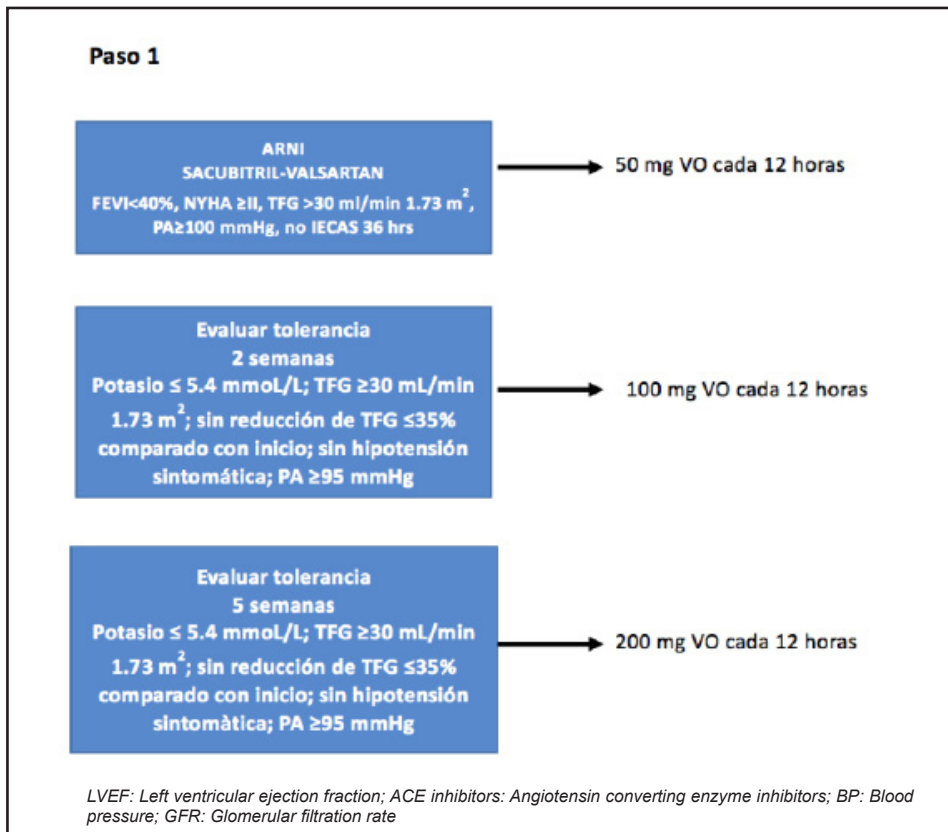 Paso 1
ARNI
SACUBITRIL-VALSARTAN
FEVI<40%, NYHA ≥II, TFG >30 ml/min 1.73 m²,
PA≥100 mmHg, no IECAS 36 hrs
50 mg VO cada 12 horas
Evaluar tolerancia
2 semanas
Potasio ≤ 5.4 mmoL/L; TFG ≥30 mL/min
1.73 m²; sin reducción de TFG ≤35%
comparado con inicio; sin hipotensión
sintomática; PA ≥95 mmHg
100 mg VO cada 12 horas
Evaluar tolerancia
5 semanas
Potasio ≤ 5.4 mmoL/L; TFG ≥30 mL/min
1.73 m²; sin reducción de TFG ≤35%
comparado con inicio; sin hipotensión
sintomàtica; PA ≥95 mmHg
200 mg VO cada 12 horas
LVEF: Left ventricular ejection fraction; ACE inhibitors: Angiotensin converting enzyme inhibitors; BP: Blood
pressure; GFR: Glomerular filtration rate